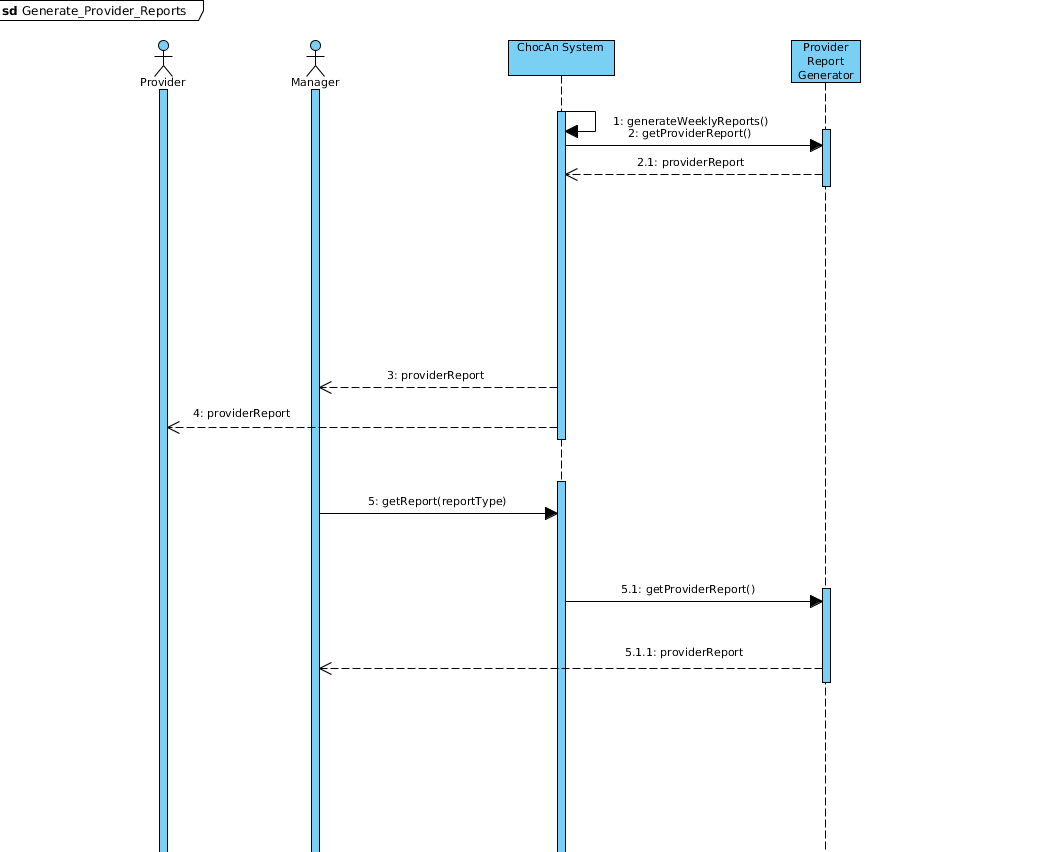 sd Generate_Provider_Reports
Provider
Manager
ChocAn System
Provider
Report
Generator
1: generateWeeklyReports()
2: getProviderReport()
2.1: providerReport
3: providerReport
4: providerReport
5: getReport(reportType)
5.1: getProviderReport()
5.1.1: providerReport